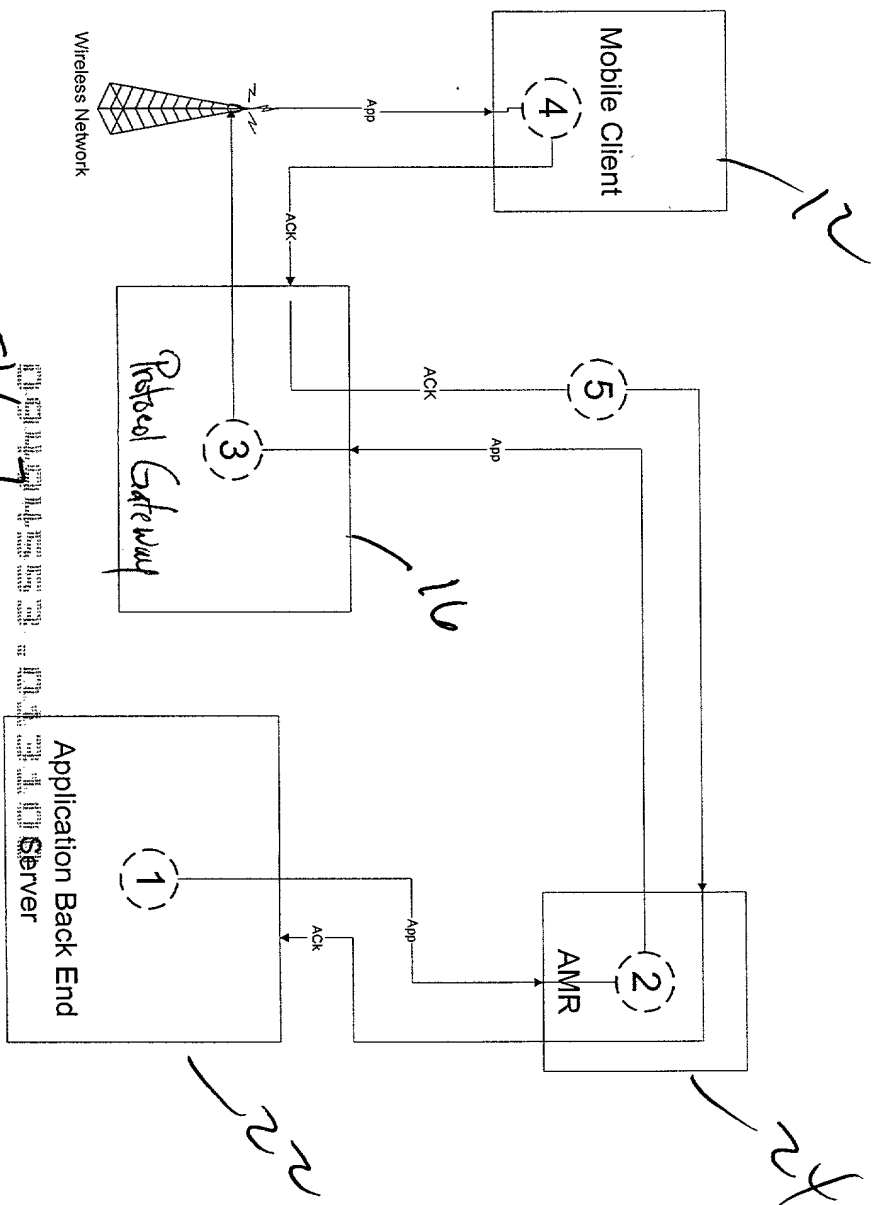 Mobile Client
12
4
App
Wireless Network
ACK
ACK
5
App
3
Protocol Gateway
16
2
AMR
24
App
ACk
1
Application Back End
Server
22